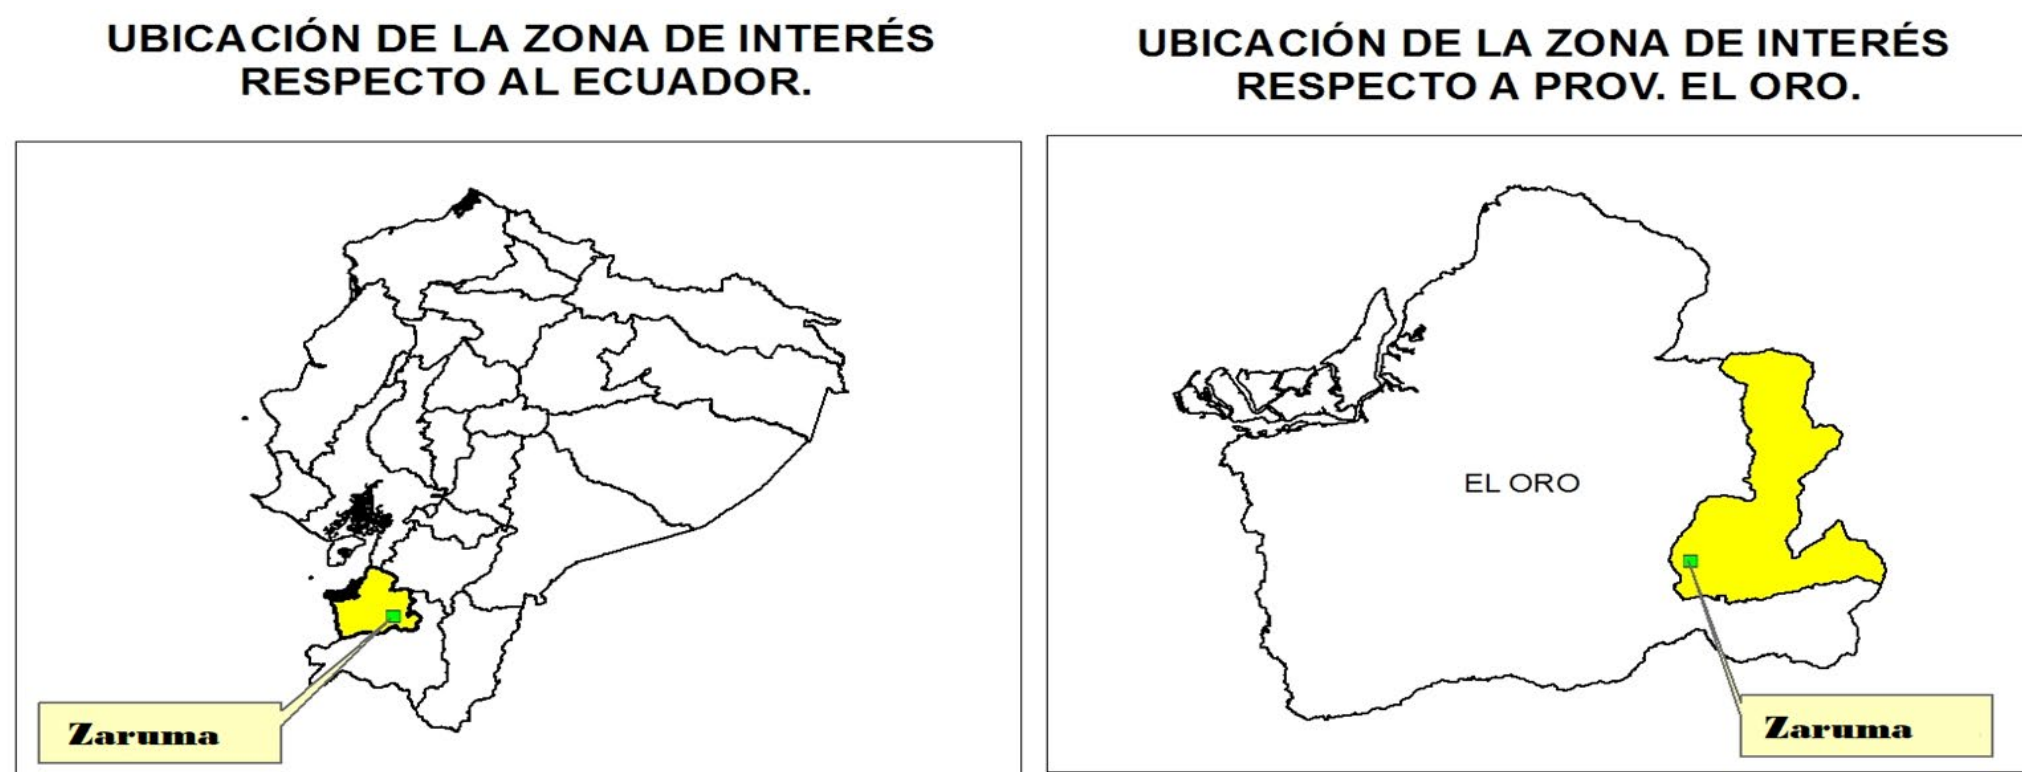 UBICACIÓN DE LA ZONA DE INTERÉS
RESPECTO AL ECUADOR.
Zaruma
UBICACIÓN DE LA ZONA DE INTERÉS
RESPECTO A PROV. EL ORO.
EL ORO
Zaruma